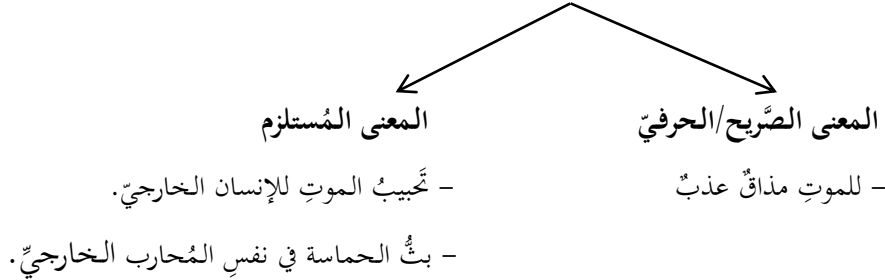 المعنى الصَّريح/الحرفيّ
المعنى المُستلزم
– للموتِ مذاقٌ عذبٌ
– تَحبيبُ الموتِ للإنسان الخارجيّ.
– بثُّ الحماسة في نفسِ المُحارب الخارجيِّ.